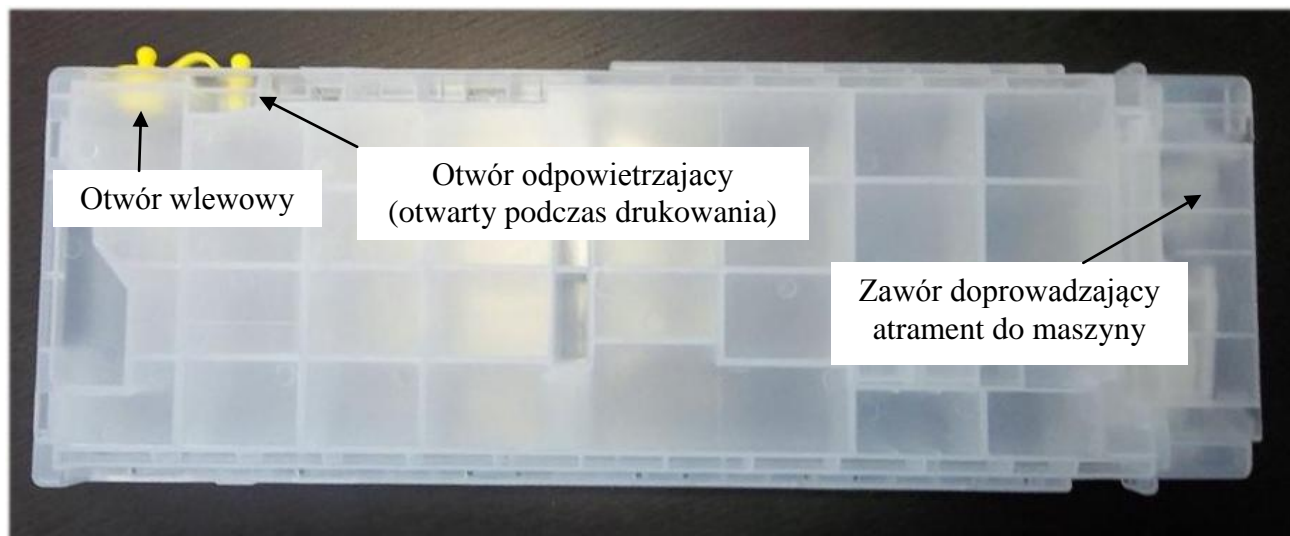 Otwór wlewowy
Otwór odpowietrzajacy
(otwarty podczas drukowania)
Zawór doprowadzający
atrament do maszyny